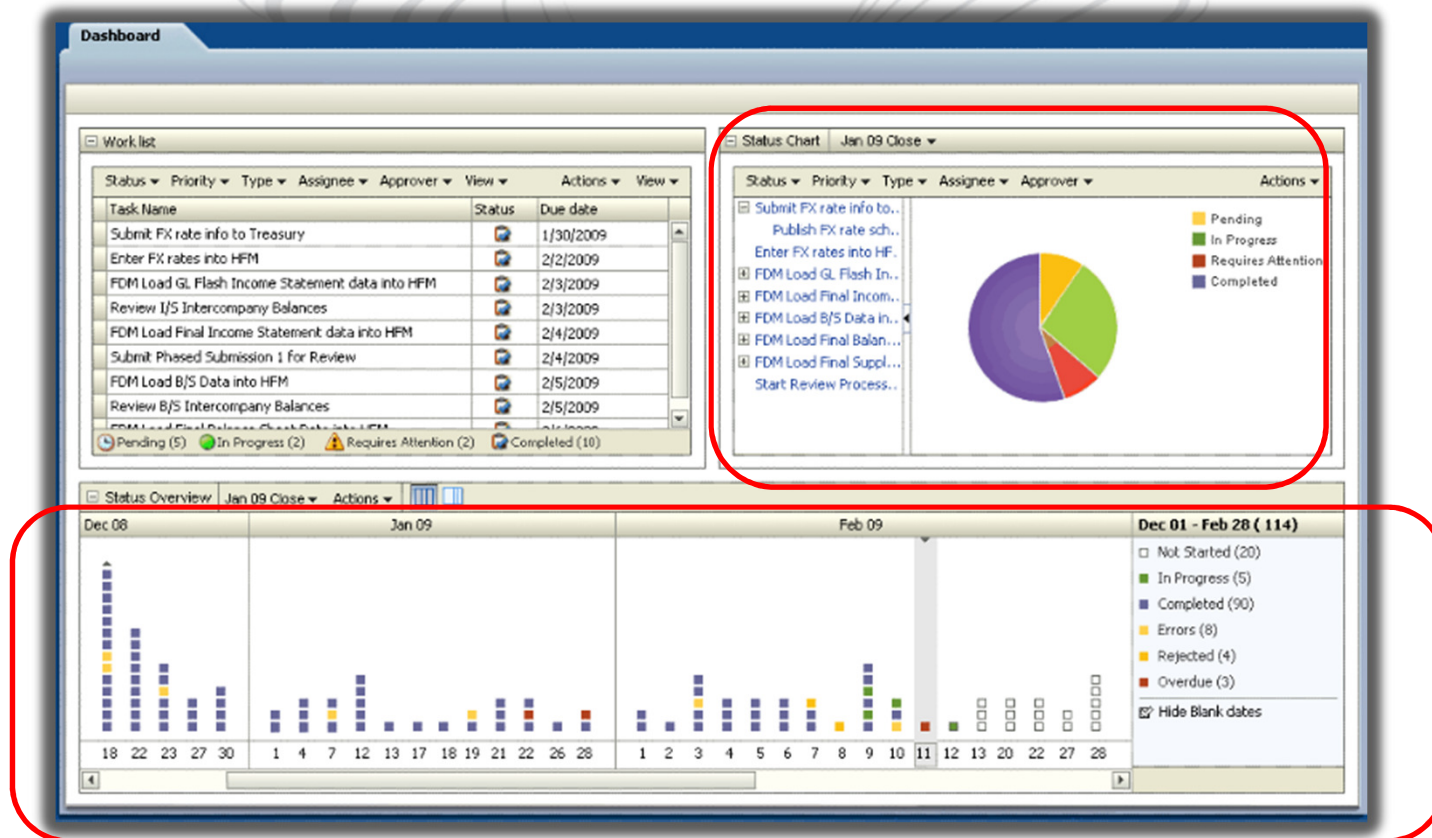 Dashboard
Work list
Status Priority Type Assignee Approver View Actions View
Task Name Status Due date
Submit FX rate info to Treasury 1/30/2009
Enter FX rates into HFM 2/2/2009
FDM Load GL Flash Income Statement data into HFM 2/3/2009
Review I/S Intercompany Balances 2/3/2009
FDM Load Final Income Statement data into HFM 2/4/2009
Submit Phased Submission 1 for Review 2/4/2009
FDM Load B/S Data into HFM 2/5/2009
Review B/S Intercompany Balances 2/5/2009
Pending (5) In Progress (2) Requires Attention (2) Completed (10)
Status Chart Jan 09 Close
Status Priority Type Assignee Approver Actions
Submit FX rate info to..
Publish FX rate sch..
Enter FX rates into HF.
FDM Load GL Flash In..
FDM Load Final Incom..
FDM Load B/S Data in..
FDM Load Final Balan...
FDM Load Final Suppl...
Start Review Process..
Pending
In Progress
Requires Attention
Completed
Status Overview Jan 09 Close Actions
Dec 08 Jan 09 Feb 09 Dec 01 - Feb 28 ( 114)
Not Started (20)
In Progress (5)
Completed (90)
Errors (8)
Rejected (4)
Overdue (3)
Hide Blank dates
18 22 23 27 30 1 4 7 12 13 17 18 19 21 22 26 28 1 2 3 4 5 6 7 8 9 10 11 12 13 20 22 27 28